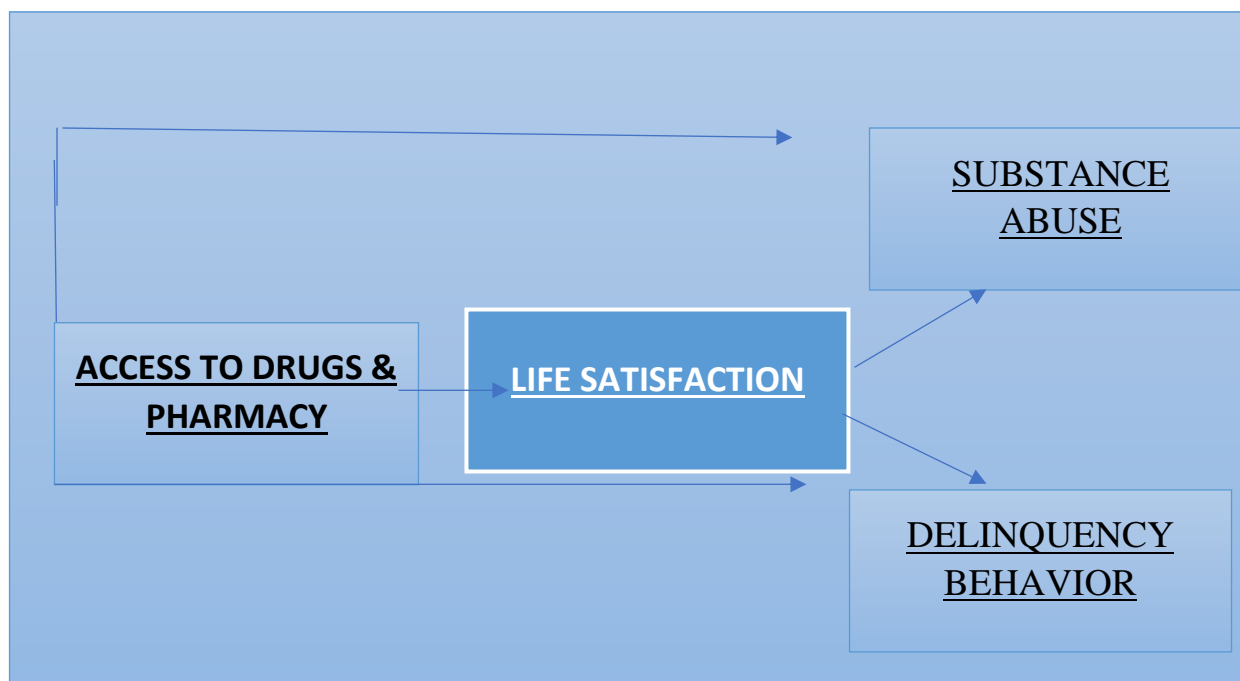 SUBSTANCE
ABUSE
ACCESS TO DRUGS &
PHARMACY
LIFE SATISFACTION
DELINQUENCY
BEHAVIOR